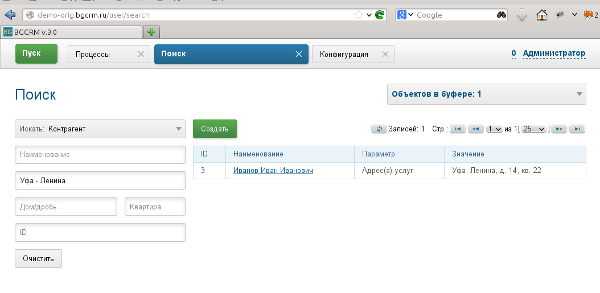 demo-orig.bgcrm.ru/user/search
Google
BGCRM v.3.0
Пуск
Процессы
Поиск
Конфигурация
0 Администратор
Поиск
Объектов в буфере: 1
Искать: Контрагент
Создать
Записей: 1 Стр.: 1 из 1( 25 )
Наименование
ID Наименование Параметр Значение
3 Иванов Иван Иванович Адрес(а) услуг Уфа, Ленина, д. 14, кв. 22
Уфа - Ленина
Дом/дробь Квартира
ID
Очистить